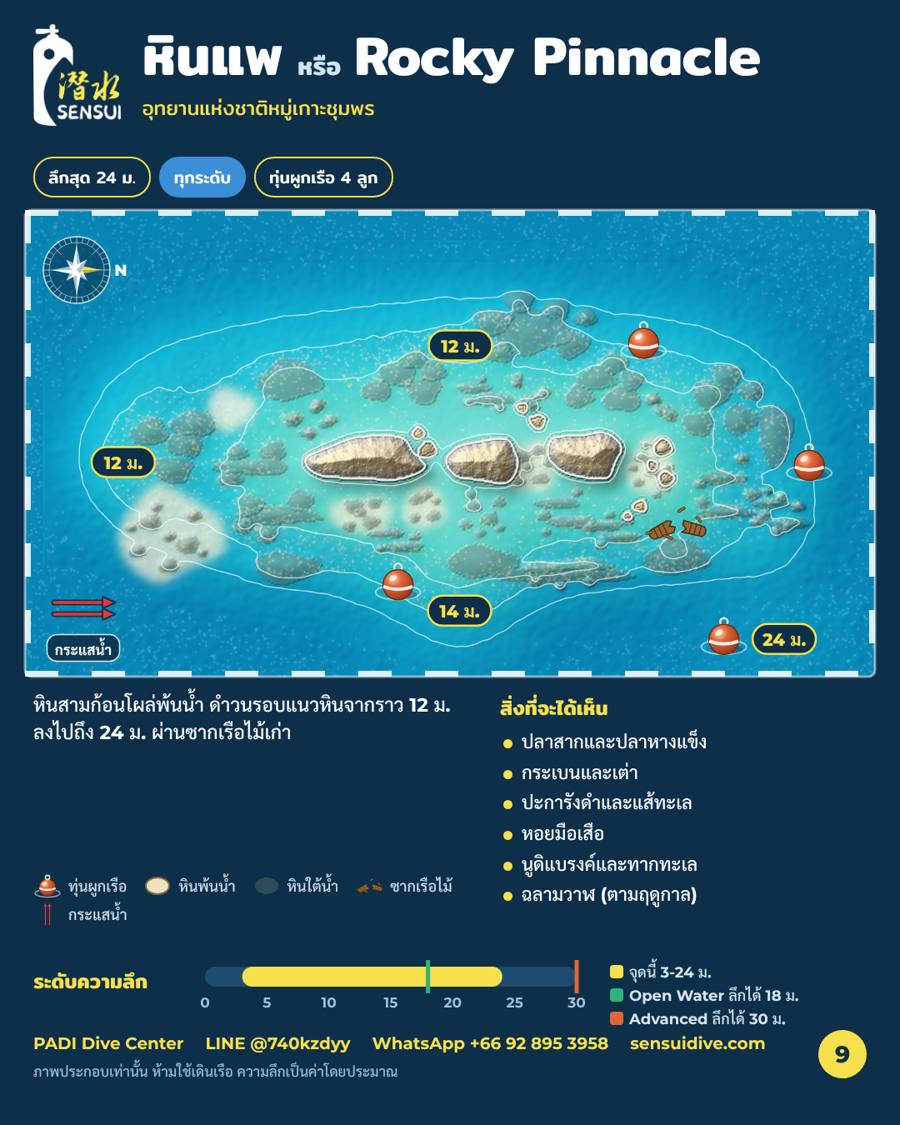 潜水
SENSUI
หินแพ หรือ Rocky Pinnacle
อุทยานแห่งชาติหมู่เกาะชุมพร
ลึกสุด 24 ม.
ทุกระดับ
ทุ่นผูกเรือ 4 ลูก
N
12 ม.
12 ม.
14 ม.
24 ม.
กระแสน้ำ
หินสามก้อนโผล่พ้นน้ำ ดำวนรอบแนวหินจากราว 12 ม.
ลงไปถึง 24 ม. ผ่านซากเรือไม้เก่า
สิ่งที่จะได้เห็น
ปลาสากและปลาหางแข็ง
กระเบนและเต่า
ปะการังดำและแส้ทะเล
หอยมือเสือ
นูดิแบรงค์และทากทะเล
ฉลามวาฬ (ตามฤดูกาล)
ทุ่นผูกเรือ
หินพ้นน้ำ
หินใต้น้ำ
ซากเรือไม้
กระแสน้ำ
ระดับความลึก
0 5 10 15 20 25 30
จุดนี้ 3-24 ม.
Open Water ลึกได้ 18 ม.
Advanced ลึกได้ 30 ม.
PADI Dive Center LINE @740kzdyy WhatsApp +66 92 895 3958 sensuidive.com
ภาพประกอบเท่านั้น ห้ามใช้เดินเรือ ความลึกเป็นค่าโดยประมาณ
9